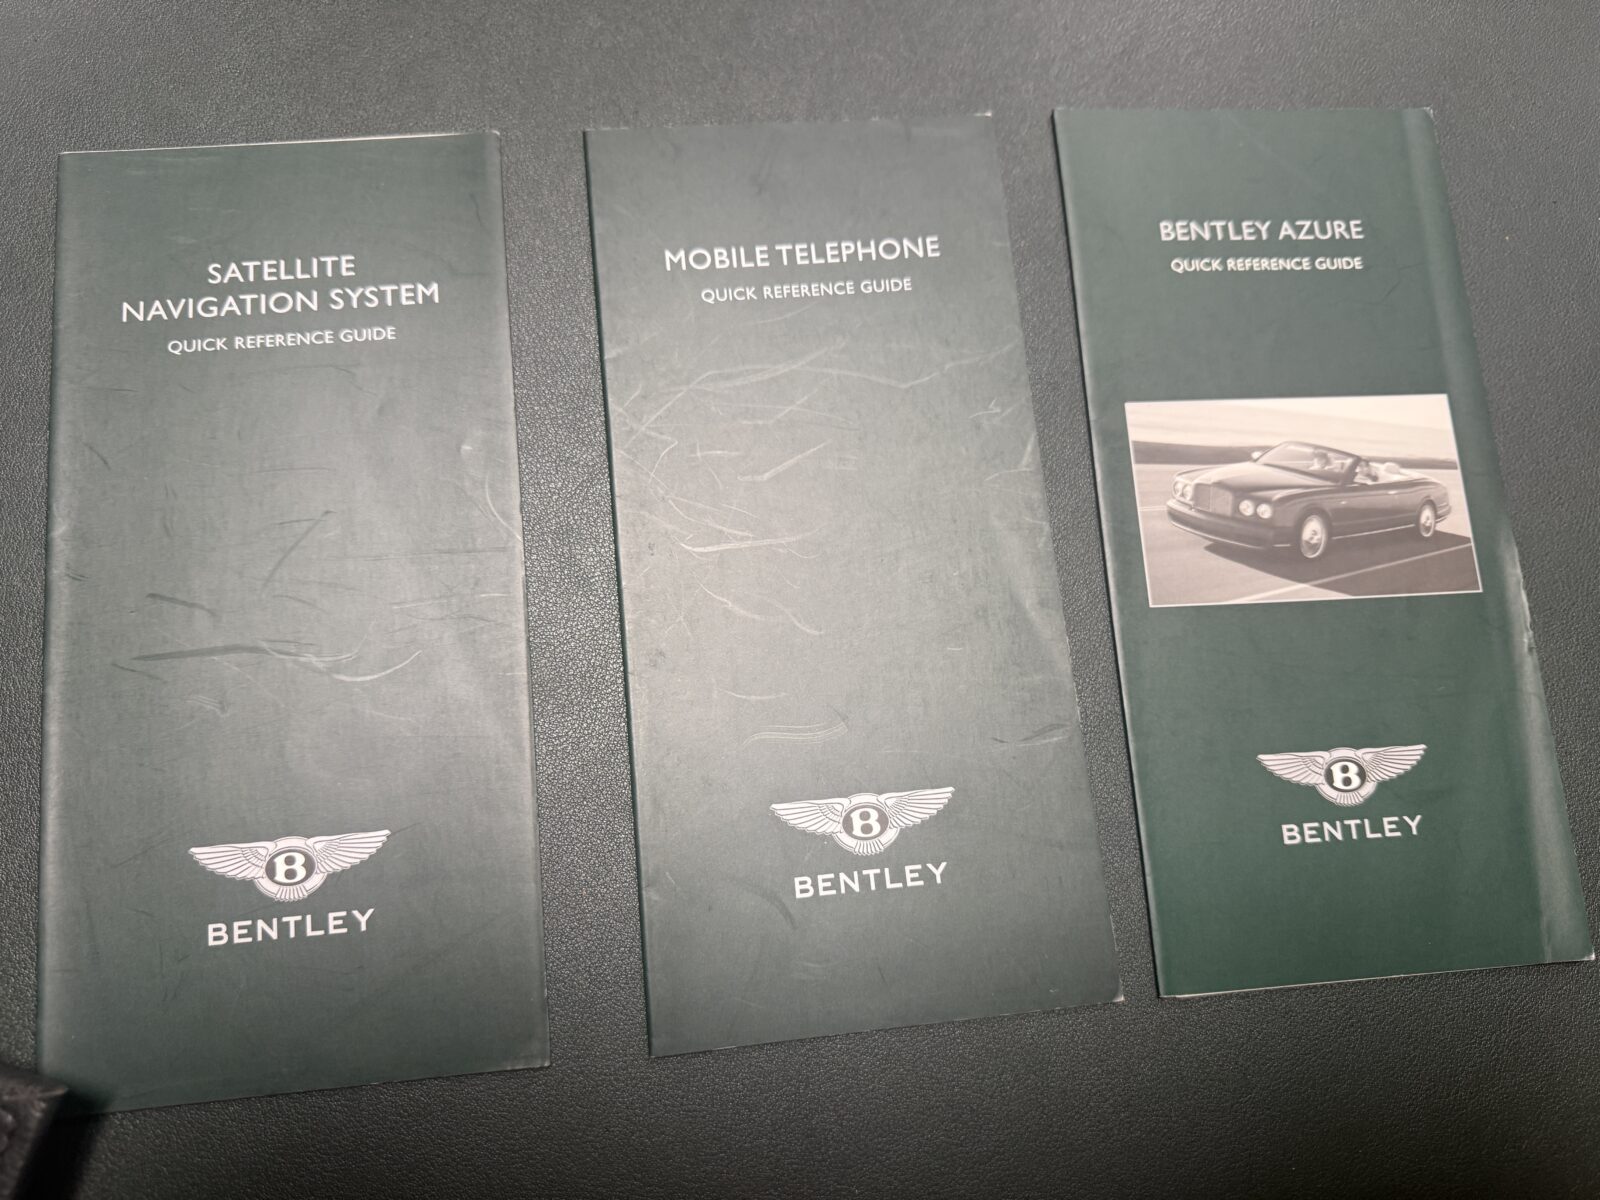 SATELLITE
NAVIGATION SYSTEM
QUICK REFERENCE GUIDE
B
BENTLEY
MOBILE TELEPHONE
QUICK REFERENCE GUIDE
B
BENTLEY
BENTLEY AZURE
QUICK REFERENCE GUIDE
B
BENTLEY